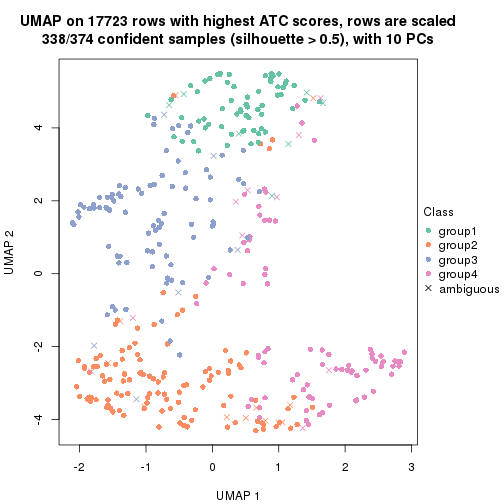 UMAP on 17723 rows with highest ATC scores, rows are scaled
338/374 confident samples (silhouette > 0.5), with 10 PCs
4
2
0
-2
-4
UMAP 2
-2
-1
0
1
2
3
UMAP 1
Class
group1
group2
group3
group4
ambiguous